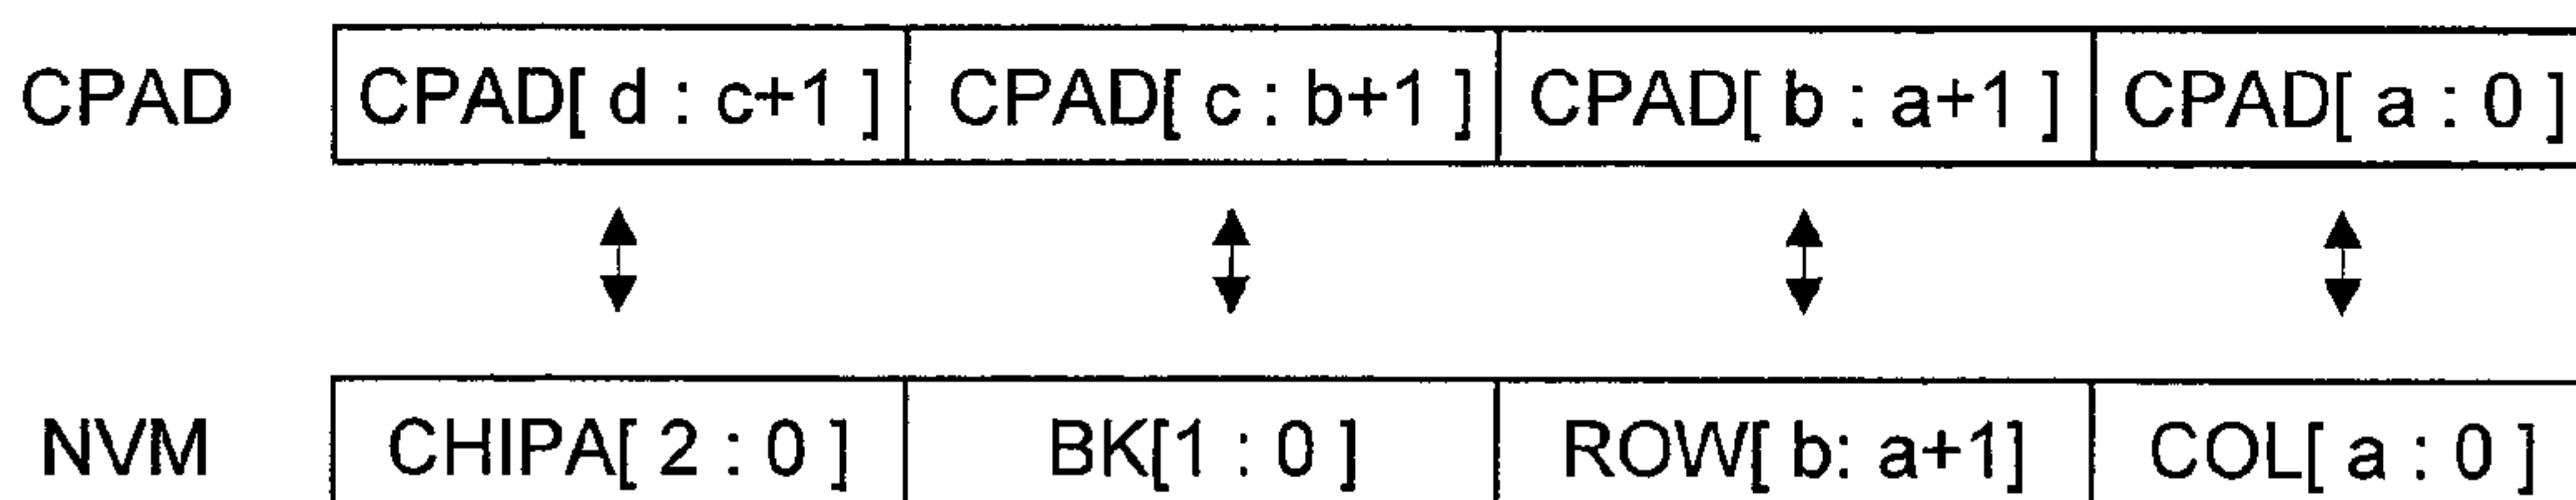 CPAD CPAD[ d : c+1 ] CPAD[ c : b+1 ] CPAD[ b : a+1 ] CPAD[ a : 0 ]
NVM CHIPA[ 2 : 0 ] BK[1 : 0 ] ROW[ b: a+1] COL[ a : 0 ]